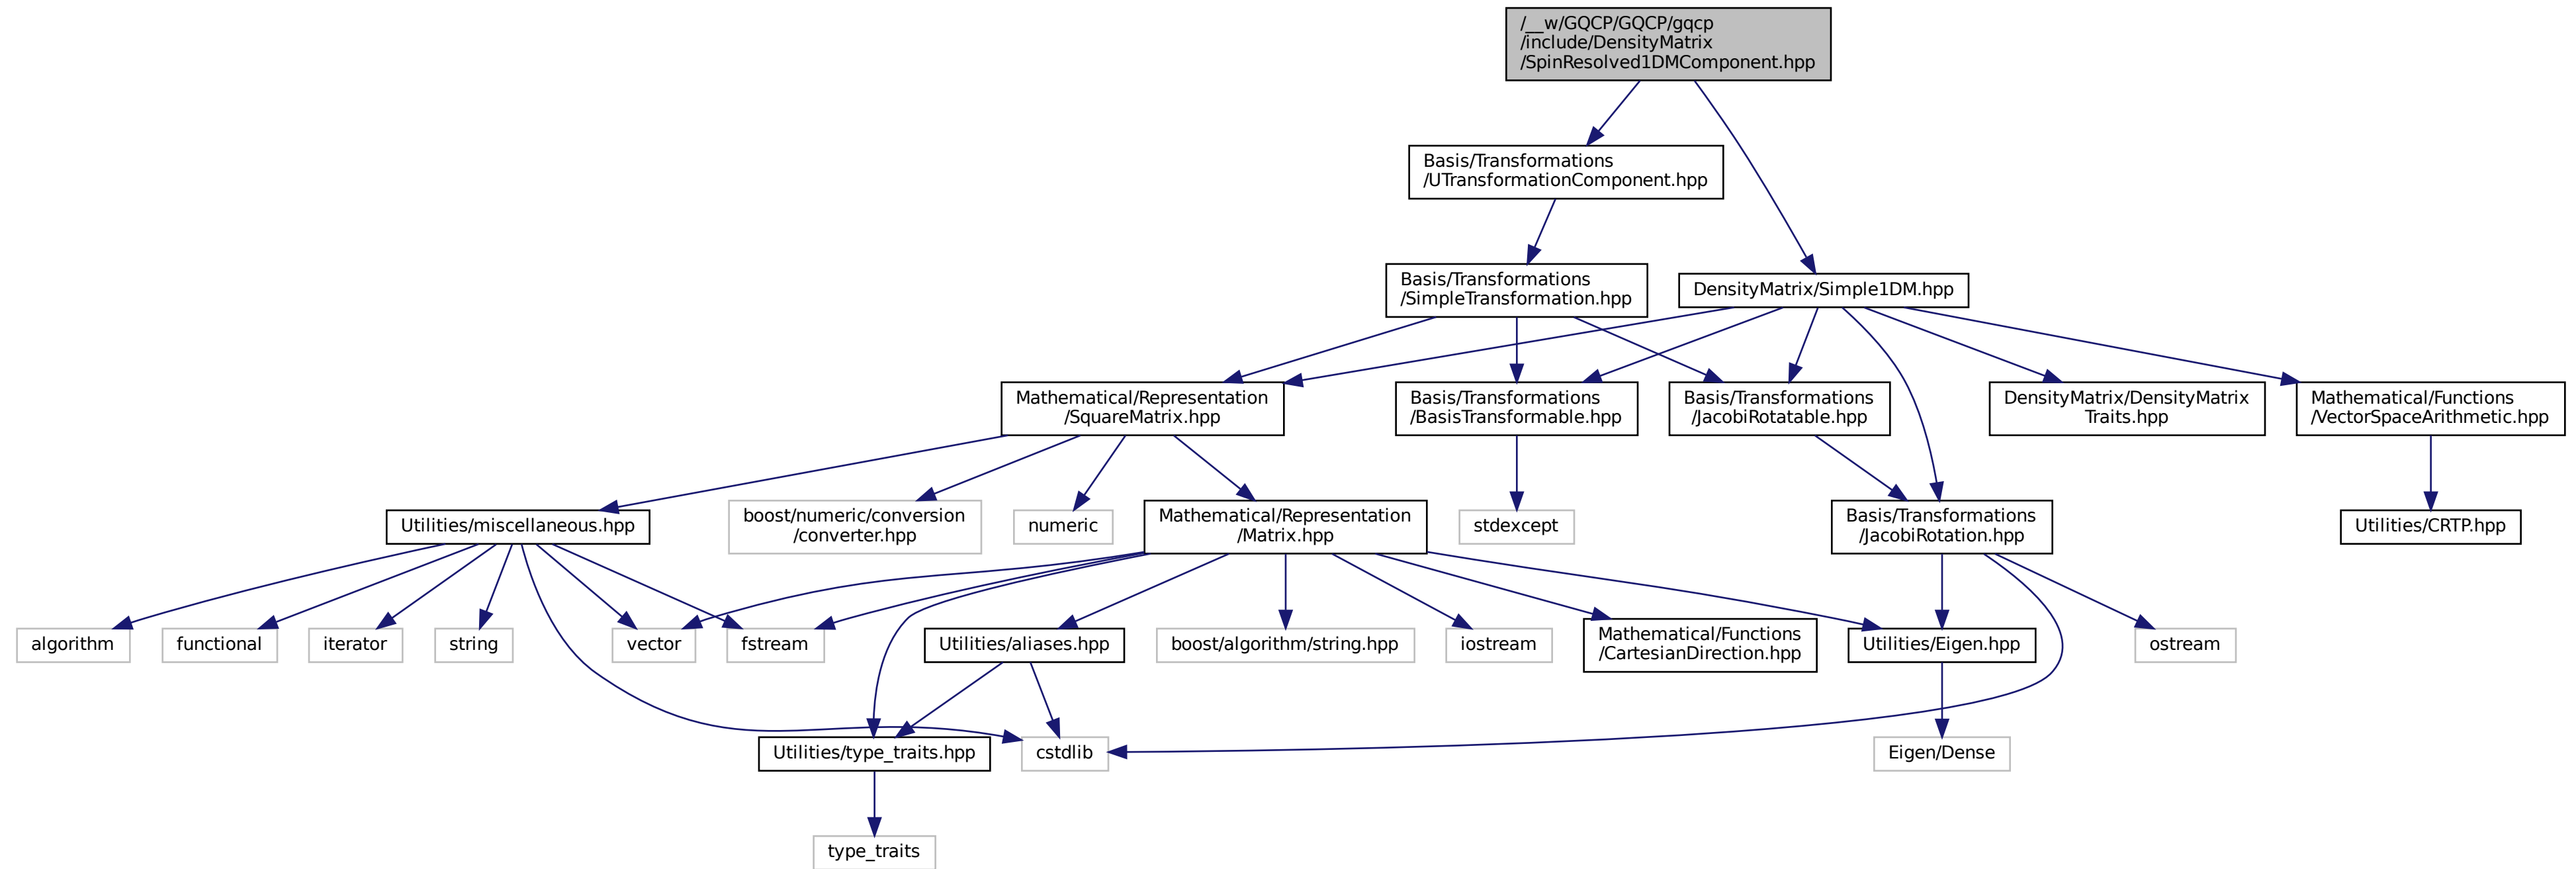 /__w/GQCP/GQCP/gqcp
/include/DensityMatrix
/SpinResolved1DMComponent.hpp
Basis/Transformations
/UTransformationComponent.hpp
Basis/Transformations
/SimpleTransformation.hpp
DensityMatrix/Simple1DM.hpp
Mathematical/Representation
/SquareMatrix.hpp
Basis/Transformations
/BasisTransformable.hpp
Basis/Transformations
/JacobiRotatable.hpp
DensityMatrix/DensityMatrix
Traits.hpp
Mathematical/Functions
/VectorSpaceArithmetic.hpp
Utilities/miscellaneous.hpp
boost/numeric/conversion
/converter.hpp
numeric
Mathematical/Representation
/Matrix.hpp
stdexcept
Basis/Transformations
/JacobiRotation.hpp
Utilities/CRTP.hpp
algorithm
functional
iterator
string
vector
fstream
Utilities/aliases.hpp
boost/algorithm/string.hpp
iostream
Mathematical/Functions
/CartesianDirection.hpp
Utilities/Eigen.hpp
ostream
Utilities/type_traits.hpp
cstdlib
Eigen/Dense
type_traits